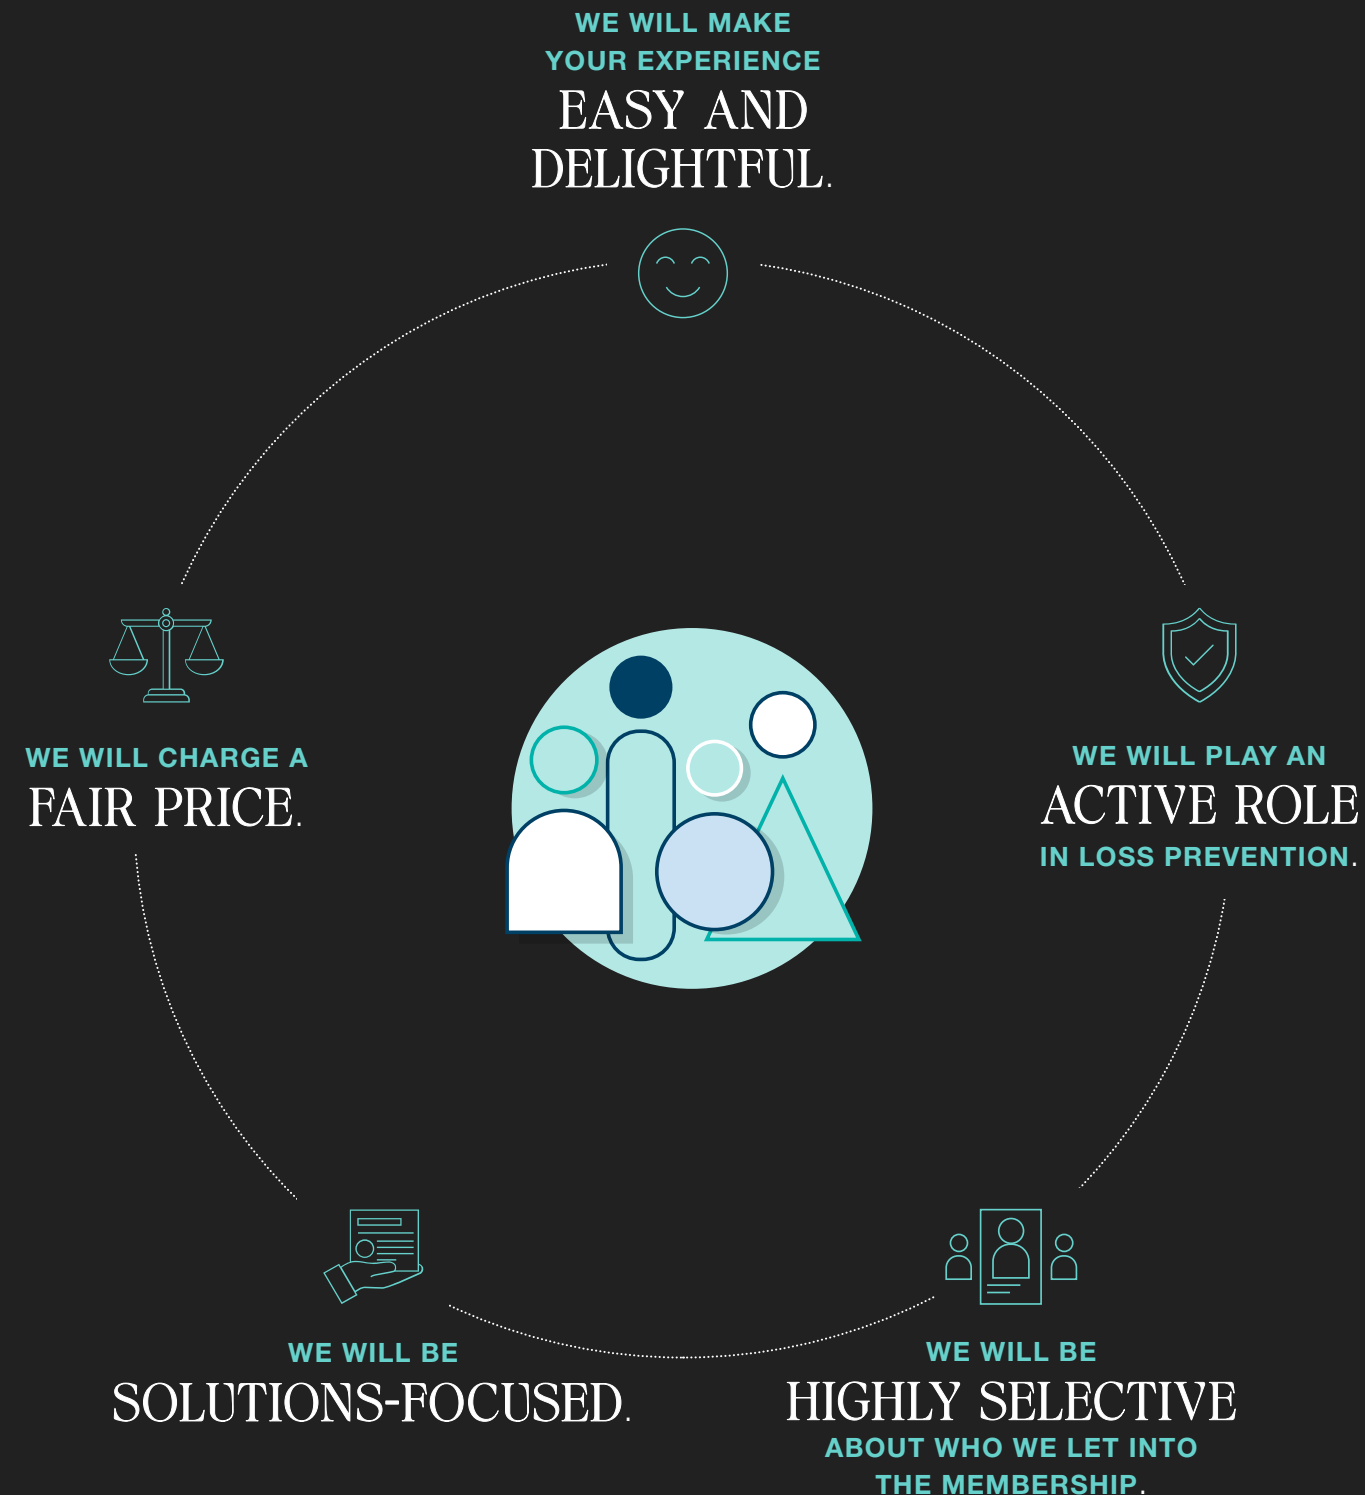 WE WILL MAKE
YOUR EXPERIENCE
EASY AND
DELIGHTFUL.
WE WILL CHARGE A
FAIR PRICE.
WE WILL PLAY AN
ACTIVE ROLE
IN LOSS PREVENTION.
WE WILL BE
SOLUTIONS-FOCUSED.
WE WILL BE
HIGHLY SELECTIVE
ABOUT WHO WE LET INTO
THE MEMBERSHIP.